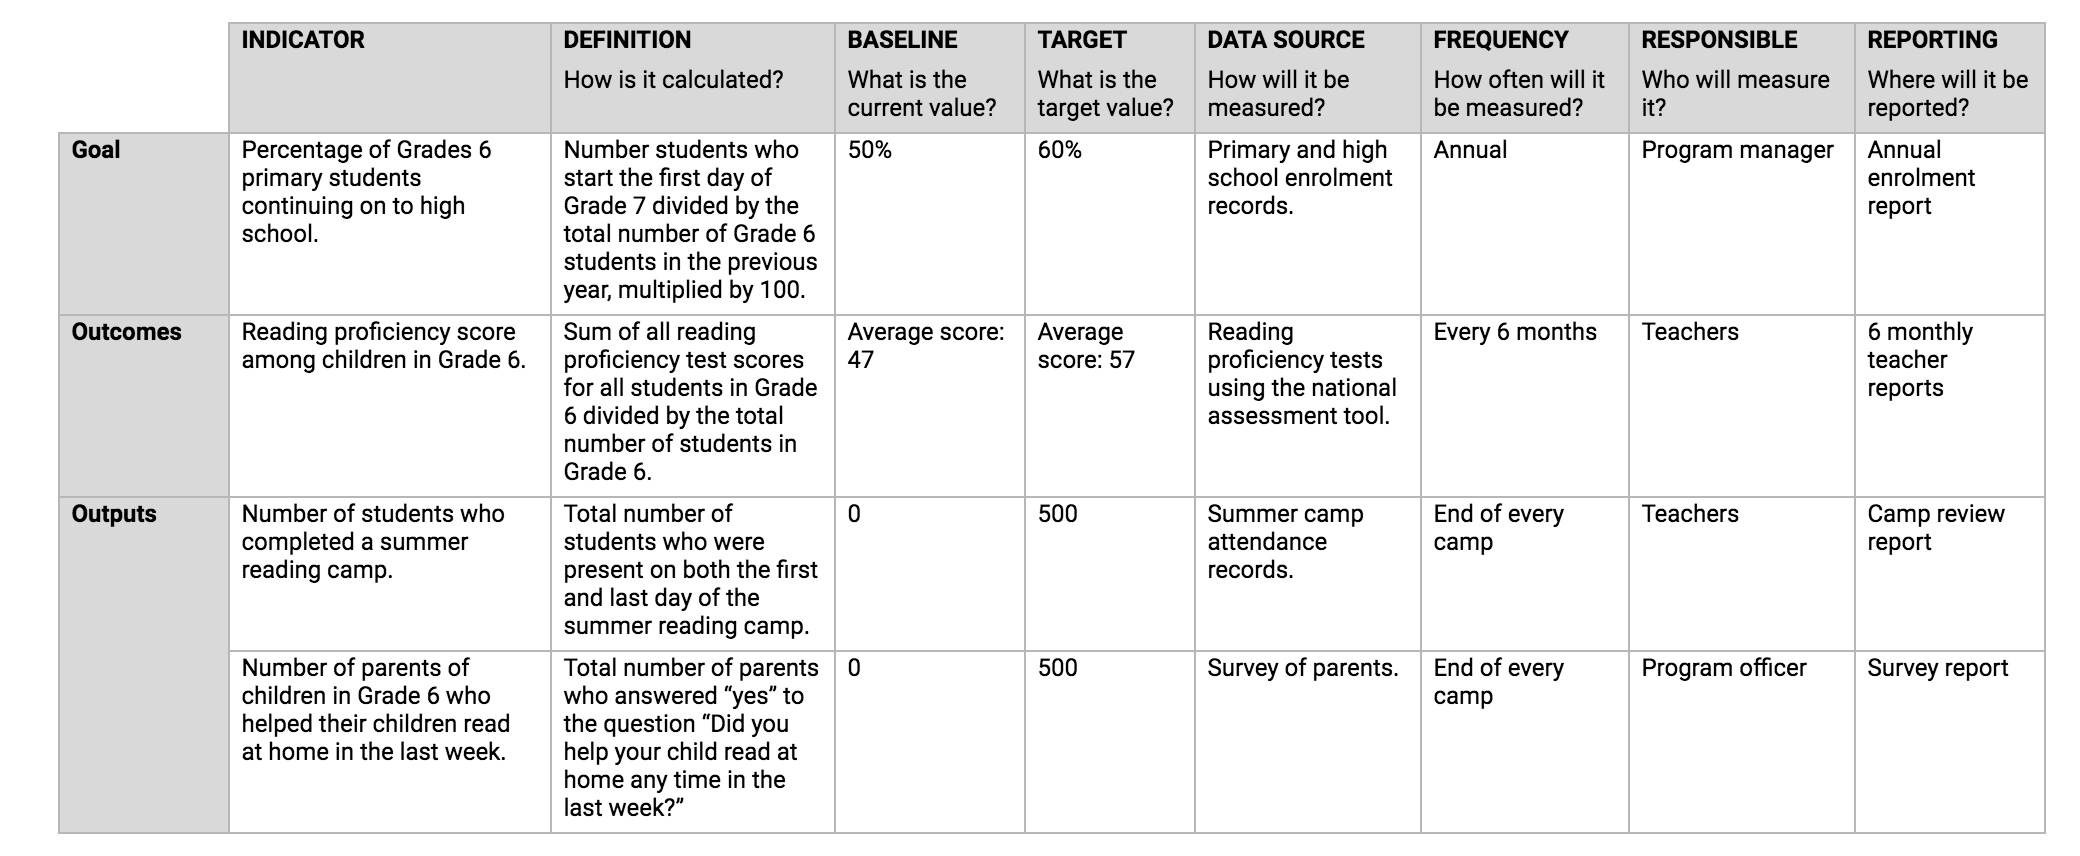 INDICATOR
DEFINITION
How is it calculated?
BASELINE
What is the
current value?
TARGET
What is the
target value?
DATA SOURCE
How will it be
measured?
FREQUENCY
How often will it
be measured?
RESPONSIBLE
Who will measure
it?
REPORTING
Where will it be
reported?
Goal
Percentage of Grades 6
primary students
continuing on to high
school.
Number students who
start the first day of
Grade 7 divided by the
total number of Grade 6
students in the previous
year, multiplied by 100.
50%
60%
Primary and high
school enrolment
records.
Annual
Program manager
Annual
enrolment
report
Outcomes
Reading proficiency score
among children in Grade 6.
Sum of all reading
proficiency test scores
for all students in Grade
6 divided by the total
number of students in
Grade 6.
Average score:
47
Average
score: 57
Reading
proficiency tests
using the national
assessment tool.
Every 6 months
Teachers
6 monthly
teacher
reports
Outputs
Number of students who
completed a summer
reading camp.
Total number of
students who were
present on both the first
and last day of the
summer reading camp.
0
500
Summer camp
attendance
records.
End of every
camp
Teachers
Camp review
report
Number of parents of
children in Grade 6 who
helped their children read
at home in the last week.
Total number of parents
who answered “yes” to
the question “Did you
help your child read at
home any time in the
last week?”
0
500
Survey of parents.
End of every
camp
Program officer
Survey report